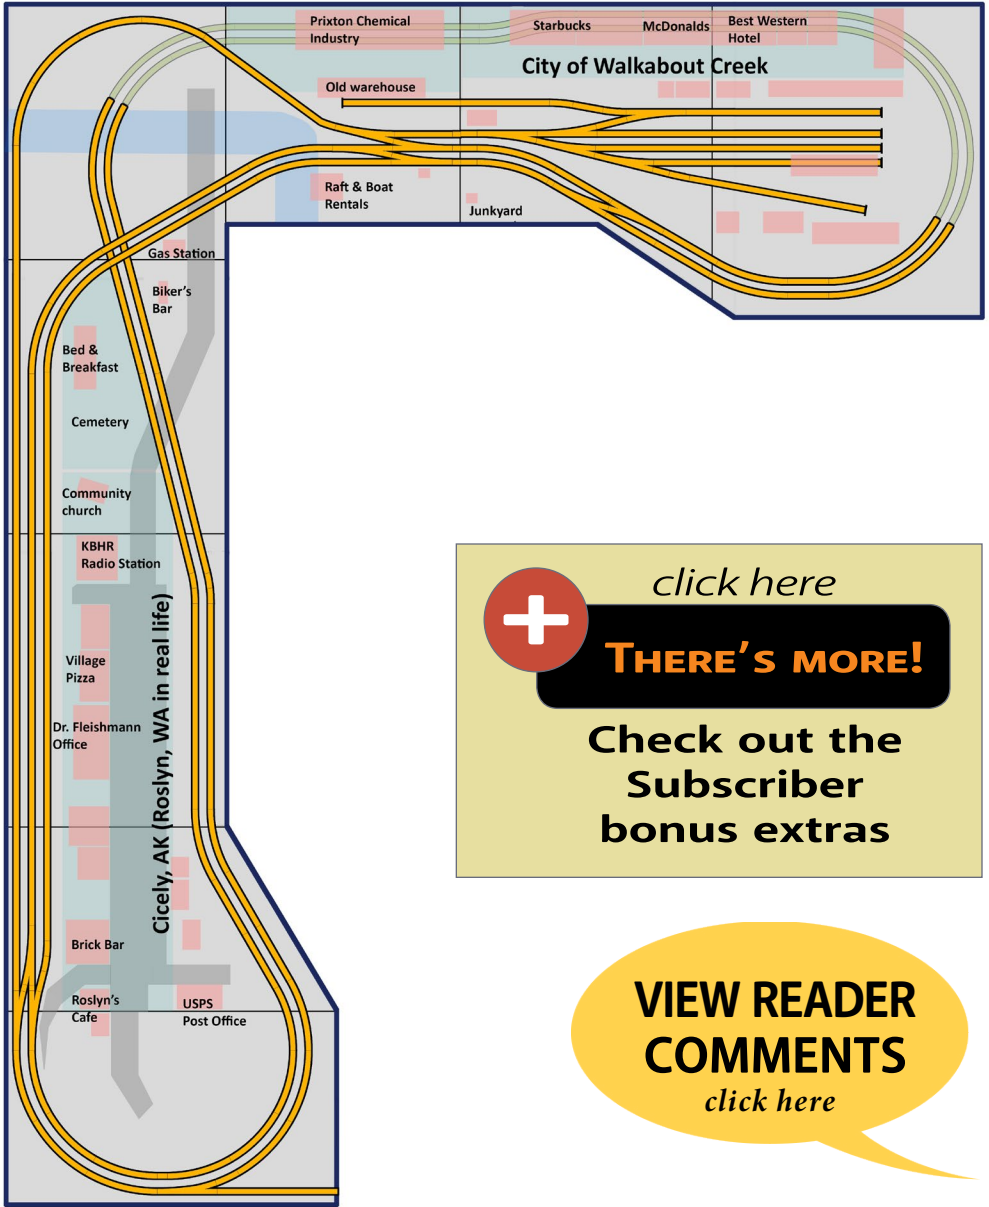 Prixton Chemical
Industry
Starbucks
McDonalds
Best Western
Hotel
City of Walkabout Creek
Old warehouse
Raft & Boat
Rentals
Junkyard
Gas Station
Biker's
Bar
Bed &
Breakfast
Cemetery
Community
church
KBHR
Radio Station
Village
Pizza
Dr. Fleishmann
Office
Cicely, AK (Roslyn, WA in real life)
Brick Bar
Roslyn's
Cafe
USPS
Post Office
click here
THERE'S MORE!
Check out the
Subscriber
bonus extras
VIEW READER
COMMENTS
click here